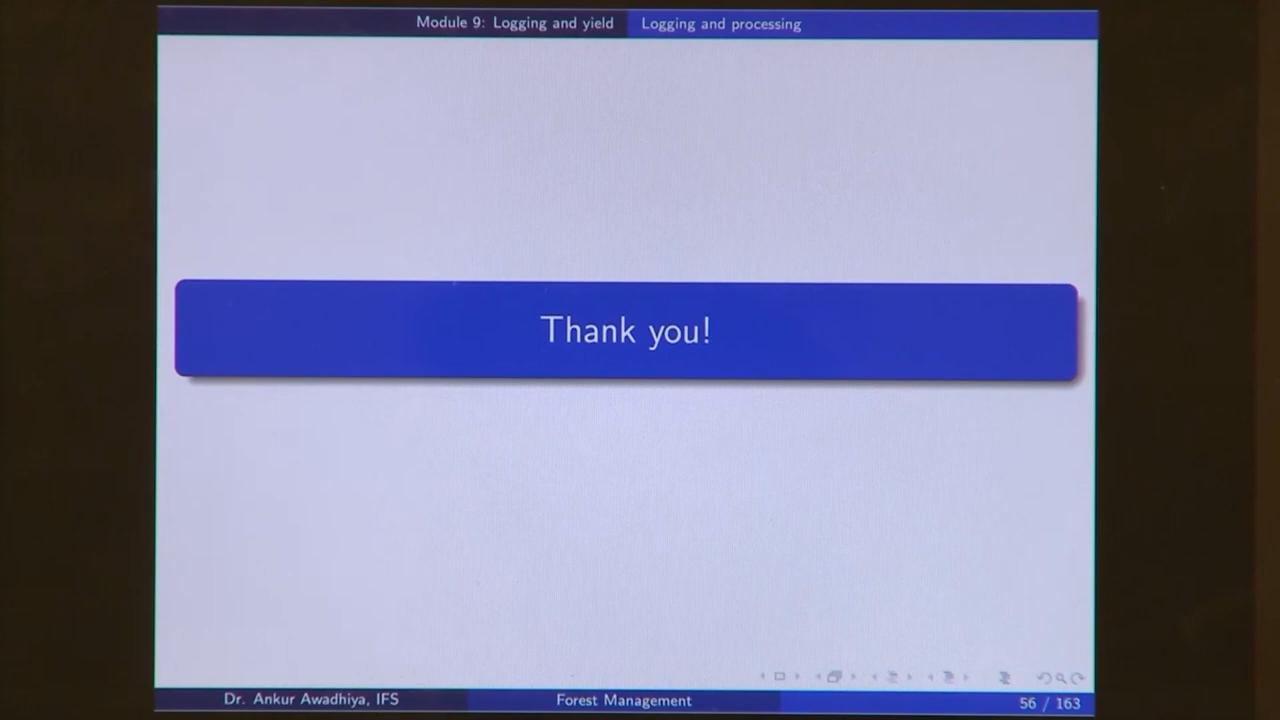 Module 9: Logging and yield Logging and processing
Thank you!
Dr. Ankur Awadhiya, IFS Forest Management 56 / 163